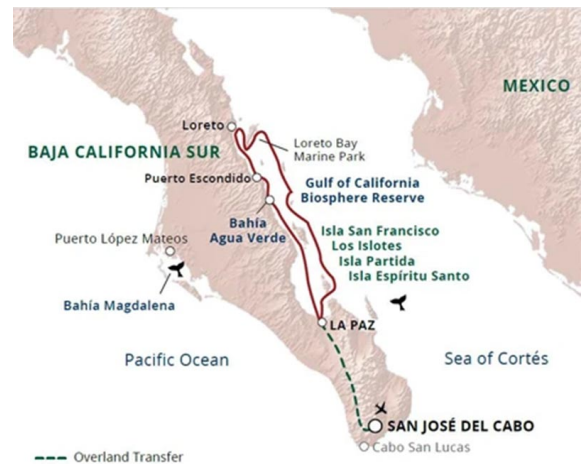 MEXICO
Loreto
Loreto Bay
Marine Park
BAJA CALIFORNIA SUR
Puerto Escondido
Gulf of California
Biosphere Reserve
Bahía
Agua Verde
Isla San Francisco
Los Islotes
Isla Partida
Isla Espíritu Santo
Puerto López Mateos
Bahía Magdalena
LA PAZ
Pacific Ocean
Sea of Cortés
SAN JOSÉ DEL CABO
Cabo San Lucas
Overland Transfer